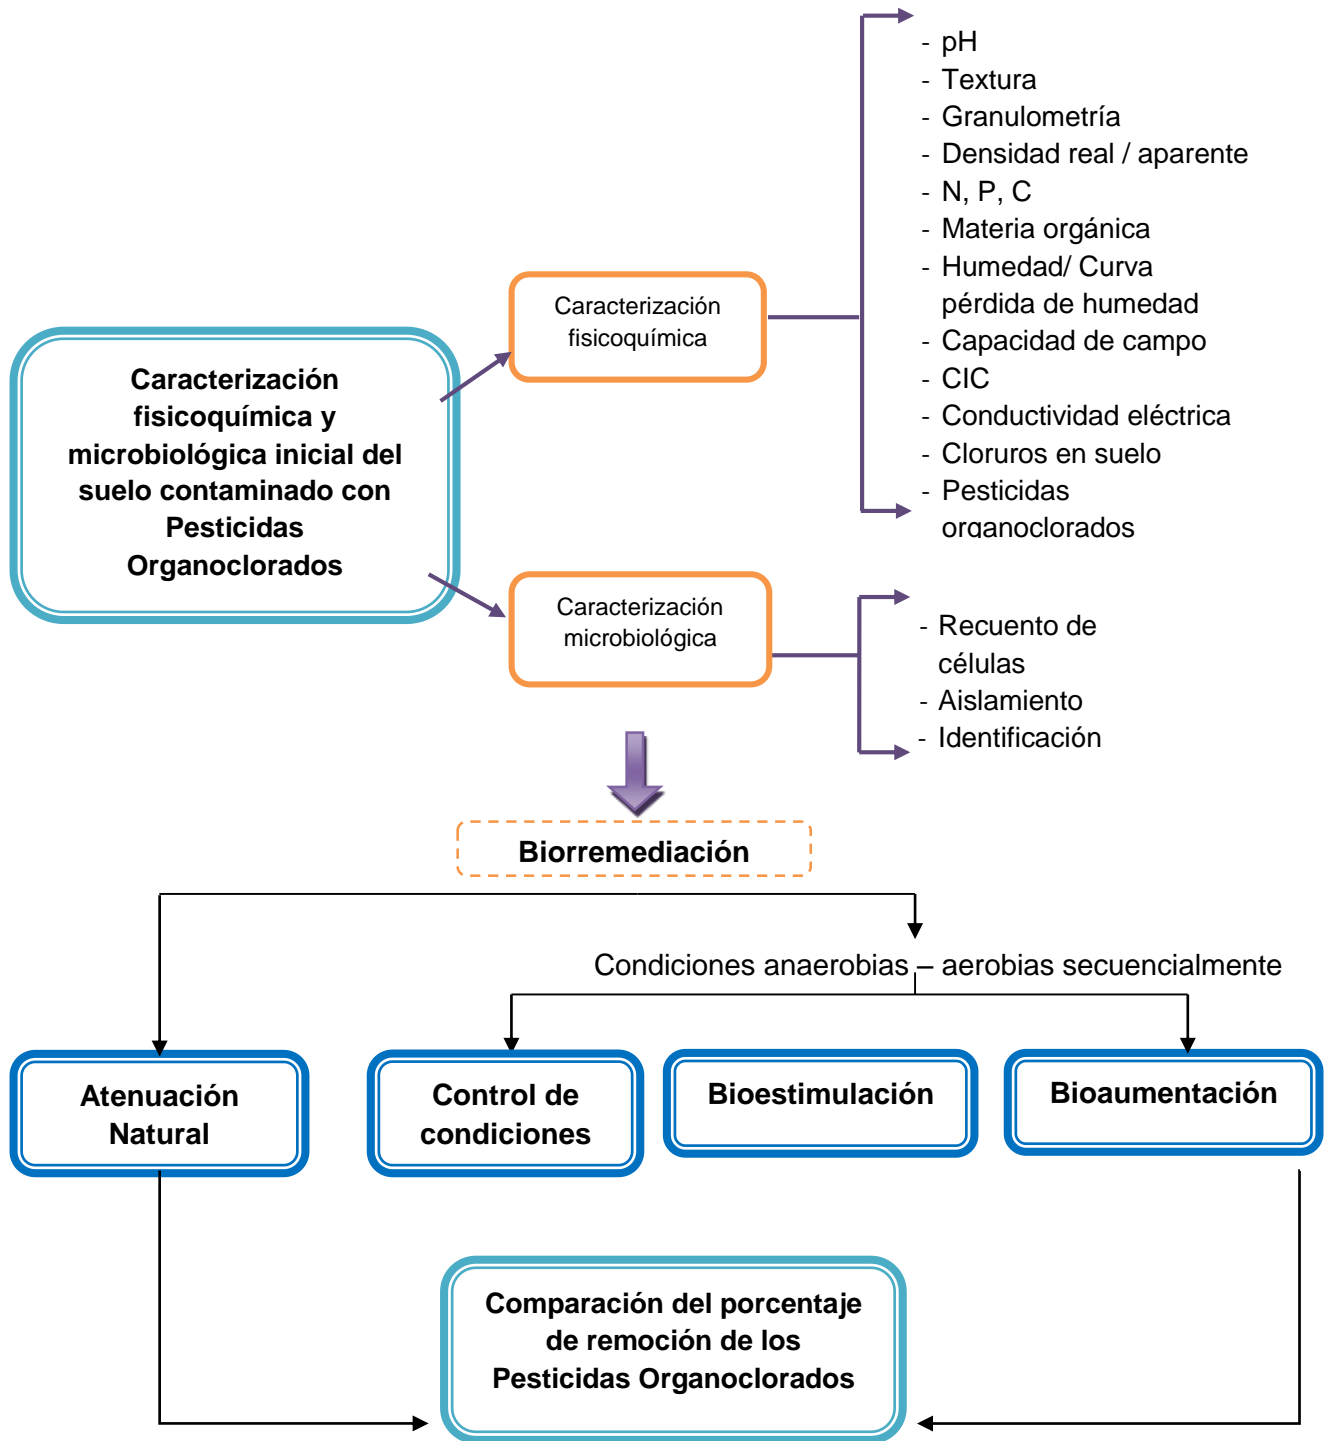 Caracterización
fisicoquímica y
microbiológica inicial del
suelo contaminado con
Pesticidas
Organoclorados
Caracterización
fisicoquímica
- pH
- Textura
- Granulometría
- Densidad real / aparente
- N, P, C
- Materia orgánica
- Humedad/ Curva
pérdida de humedad
- Capacidad de campo
- CIC
- Conductividad eléctrica
- Cloruros en suelo
- Pesticidas
organoclorados
Caracterización
microbiológica
- Recuento de
células
- Aislamiento
- Identificación
Biorremediación
Condiciones anaerobias – aerobias secuencialmente
Atenuación
Natural
Control de
condiciones
Bioestimulación
Bioaumentación
Comparación del porcentaje
de remoción de los
Pesticidas Organoclorados